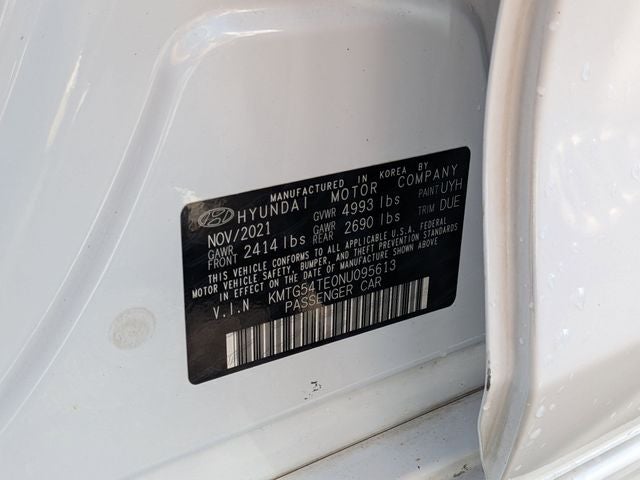 MANUFACTURED IN KOREA BY
HYUNDAI MOTOR COMPANY
NOV/2021 GVWR 4993 lbs PAINT UYH
GAWR FRONT 2414 lbs GAWR REAR 2690 lbs TRIM DUE
THIS VEHICLE CONFORMS TO ALL APPLICABLE U.S.A. FEDERAL
MOTOR VEHICLE SAFETY, BUMPER, AND THEFT PREVENTION STANDARDS
IN EFFECT ON THE DATE OF MANUFACTURE SHOWN ABOVE.
V.I.N KMTG54TE0NU095613
PASSENGER CAR